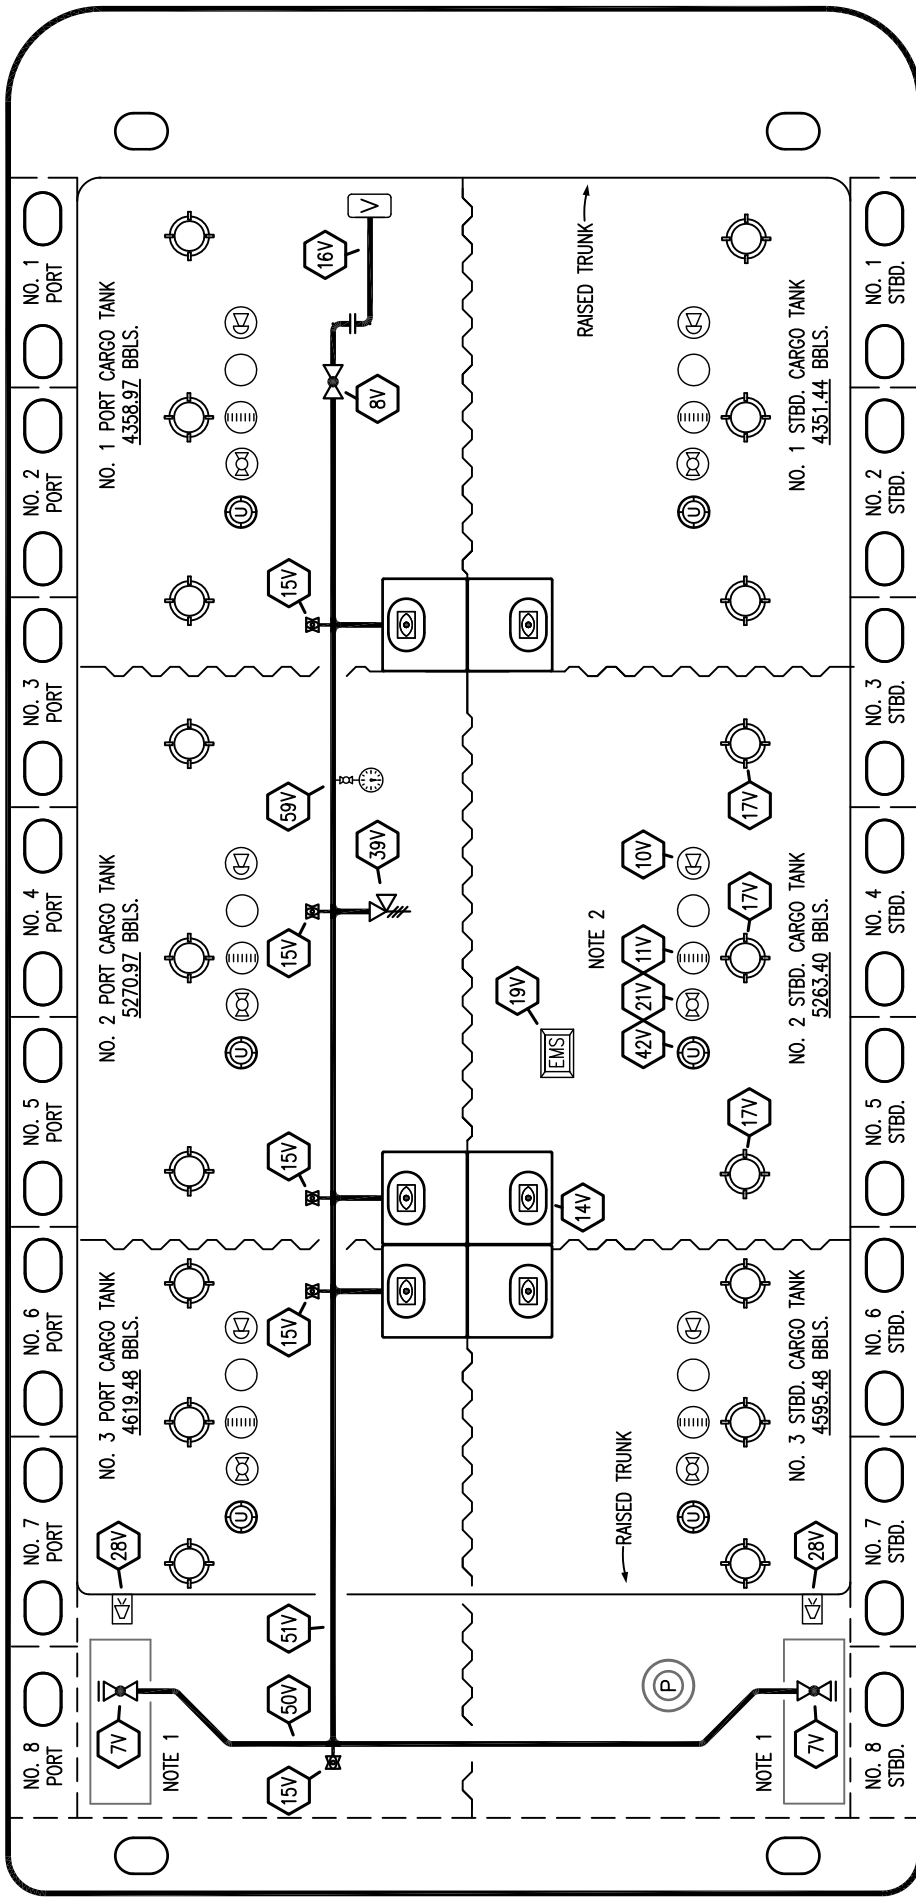 NO. 8
PORT
NO. 7
PORT
NO. 6
PORT
NO. 5
PORT
NO. 4
PORT
NO. 3
PORT
NO. 2
PORT
NO. 1
PORT
7V
NOTE 1
28V
NO. 3 PORT CARGO TANK
4619.48 BBLS.
NO. 2 PORT CARGO TANK
5270.97 BBLS.
NO. 1 PORT CARGO TANK
4358.97 BBLS.
U
U
U
15V
50V
51V
15V
15V
15V
59V
15V
16V
39V
8V
V
19V
EMS
14V
NOTE 2
RAISED TRUNK
RAISED TRUNK
42V
21V
11V
10V
P
U
U
U
17V
17V
17V
NOTE 1
7V
28V
NO. 3 STBD. CARGO TANK
4595.48 BBLS.
NO. 2 STBD. CARGO TANK
5263.40 BBLS.
NO. 1 STBD. CARGO TANK
4351.44 BBLS.
NO. 8
STBD.
NO. 7
STBD.
NO. 6
STBD.
NO. 5
STBD.
NO. 4
STBD.
NO. 3
STBD.
NO. 2
STBD.
NO. 1
STBD.